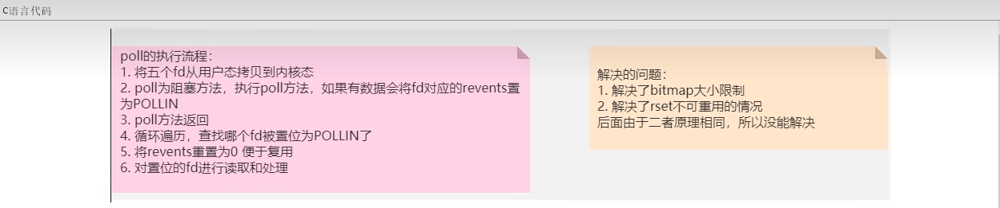 C语言代码
poll的执行流程：
1. 将五个fd从用户态拷贝到内核态
2. poll为阻塞方法，执行poll方法，如果有数据会将fd对应的revents置
为POLLIN
3. poll方法返回
4. 循环遍历，查找哪个fd被置位为POLLIN了
5. 将revents重置为0 便于复用
6. 对置位的fd进行读取和处理
解决的问题：
1. 解决了bitmap大小限制
2. 解决了rset不可重用的情况
后面由于二者原理相同，所以没能解决